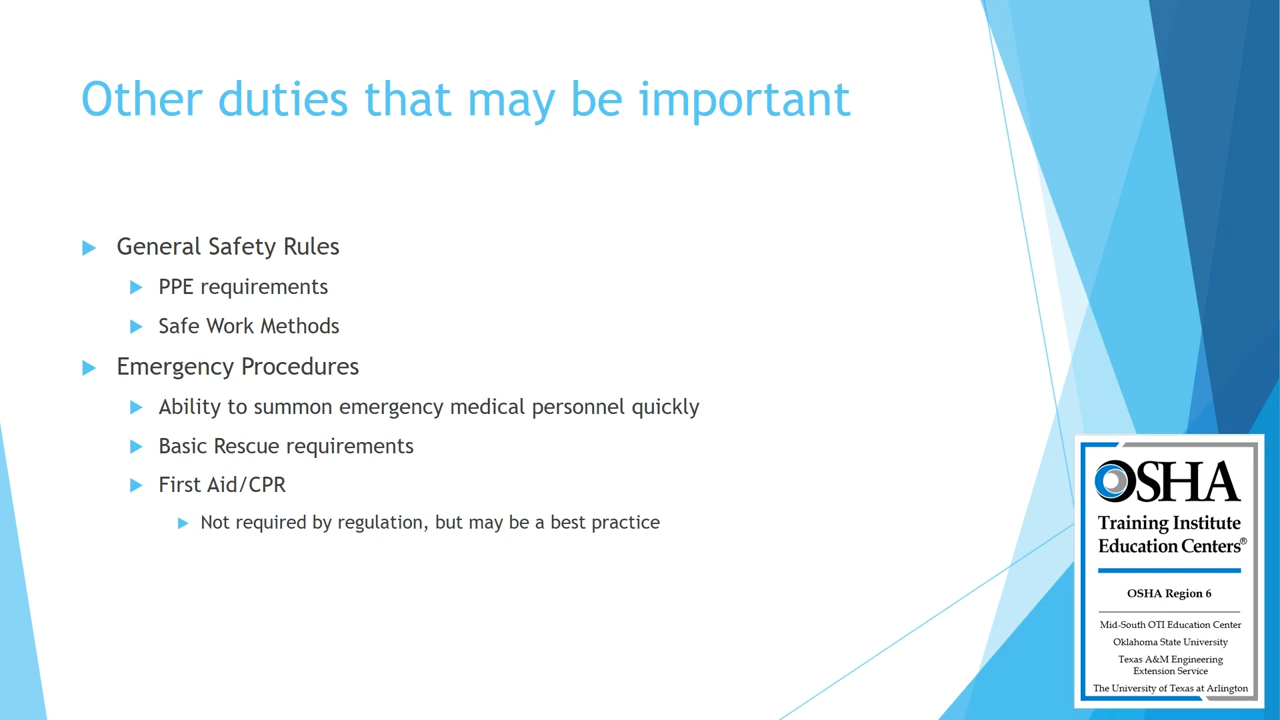 Other duties that may be important
General Safety Rules
PPE requirements
Safe Work Methods
Emergency Procedures
Ability to summon emergency medical personnel quickly
Basic Rescue requirements
First Aid/CPR
Not required by regulation, but may be a best practice
OSHA
Training Institute
Education Centers®
OSHA Region 6
Mid-South OTI Education Center
Oklahoma State University
Texas A&M Engineering
Extension Service
The University of Texas at Arlington